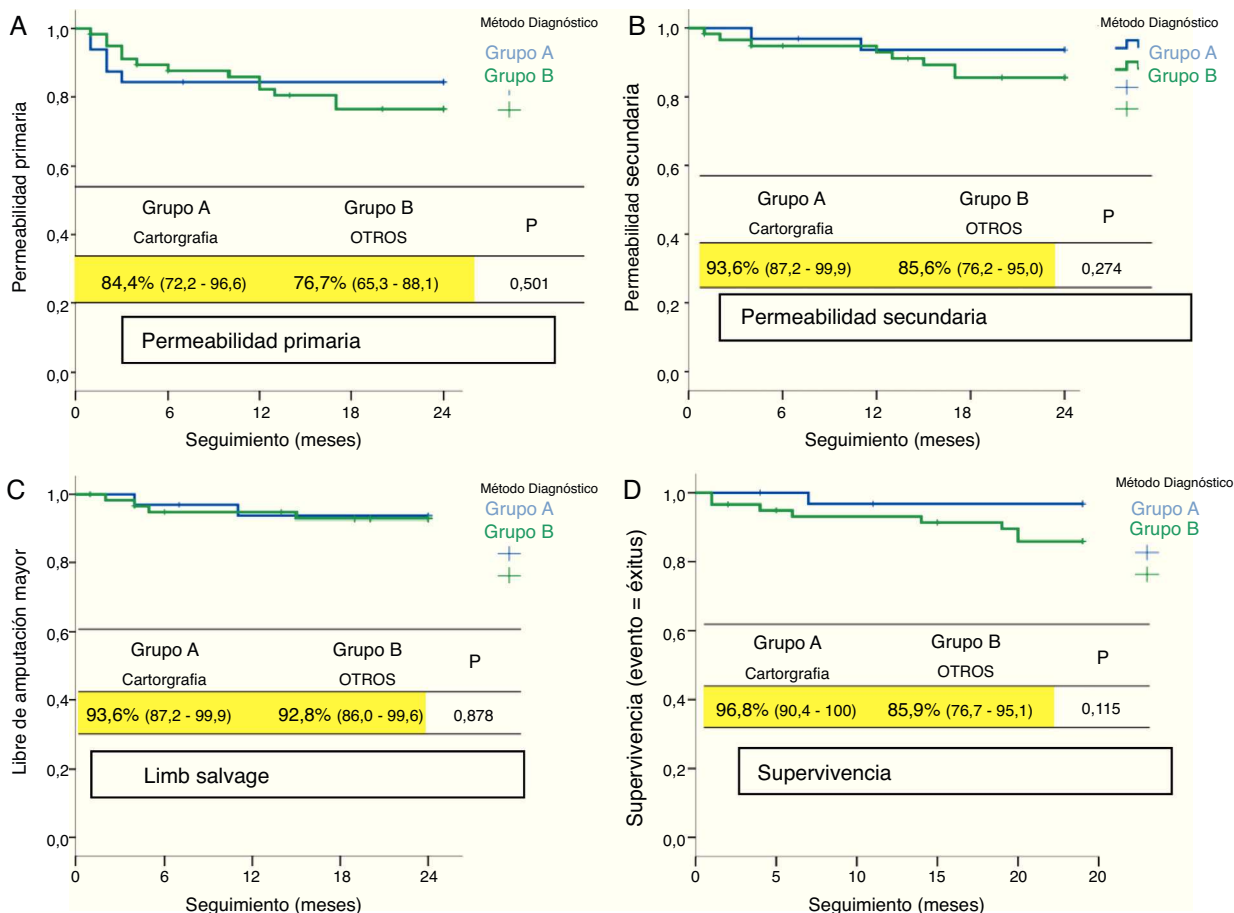 A
Método Diagnóstico
Grupo A
Grupo B
Permeabilidad primaria
1,0
0,8
0,6
0,4
0,2
0,0
Grupo A Grupo B P
Cartorgrafia OTROS
84,4% (72,2 - 96,6) 76,7% (65,3 - 88,1) 0,501
Permeabilidad primaria
0 6 12 18 24
Seguimiento (meses)
B
Método Diagnóstico
Grupo A
Grupo B
Permeabilidad secundaria
1,0
0,8
0,6
0,4
0,2
0,0
Grupo A Grupo B P
Cartorgrafia OTROS
93,6% (87,2 - 99,9) 85,6% (76,2 - 95,0) 0,274
Permeabilidad secundaria
0 6 12 18 24
Seguimiento (meses)
C
Método Diagnóstico
Grupo A
Grupo B
Libre de amputación mayor
1,0
0,8
0,6
0,4
0,2
0,0
Grupo A Grupo B P
Cartorgrafia OTROS
93,6% (87,2 - 99,9) 92,8% (86,0 - 99,6) 0,878
Limb salvage
0 6 12 18 24
Seguimiento (meses)
D
Método Diagnóstico
Grupo A
Grupo B
Supervivencia (evento = éxitus)
1,0
0,8
0,6
0,4
0,2
0,0
Grupo A Grupo B P
Cartorgrafia OTROS
96,8% (90,4 - 100) 85,9% (76,7 - 95,1) 0,115
Supervivencia
0 5 10 15 20 20
Seguimiento (meses)